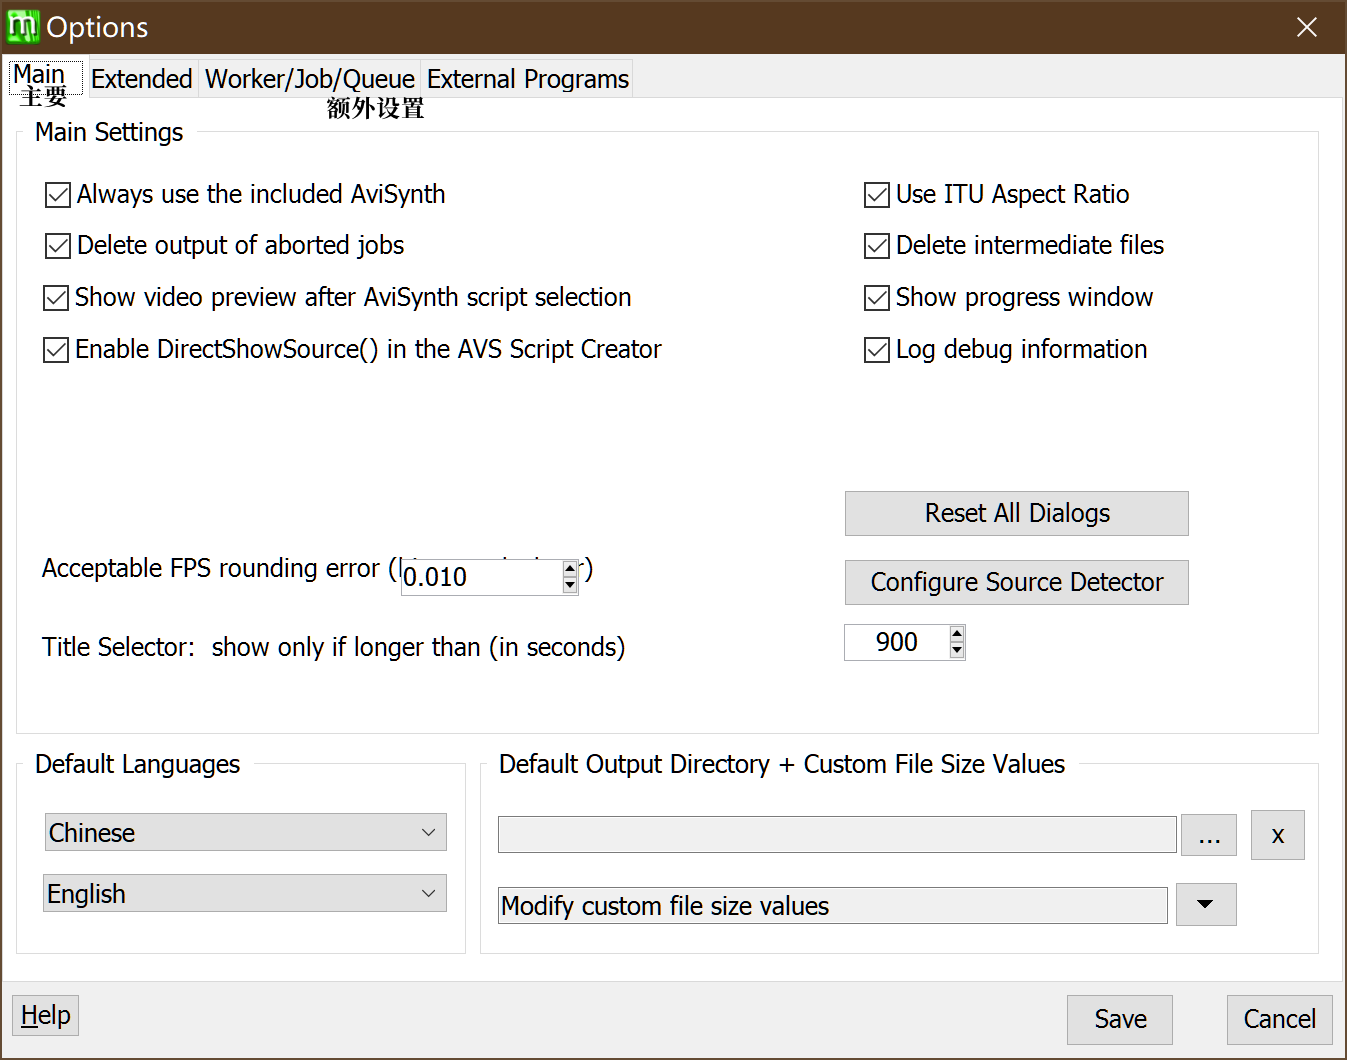 Options
Main Extended Worker/Job/Queue External Programs
主要 额外设置
Main Settings
Always use the included AviSynth Use ITU Aspect Ratio
Delete output of aborted jobs Delete intermediate files
Show video preview after AviSynth script selection Show progress window
Enable DirectShowSource() in the AVS Script Creator Log debug information
Reset All Dialogs
Acceptable FPS rounding error ( 0.010 )
Configure Source Detector
Title Selector: show only if longer than (in seconds) 900
Default Languages Default Output Directory + Custom File Size Values
Chinese ... x
English Modify custom file size values
Help Save Cancel